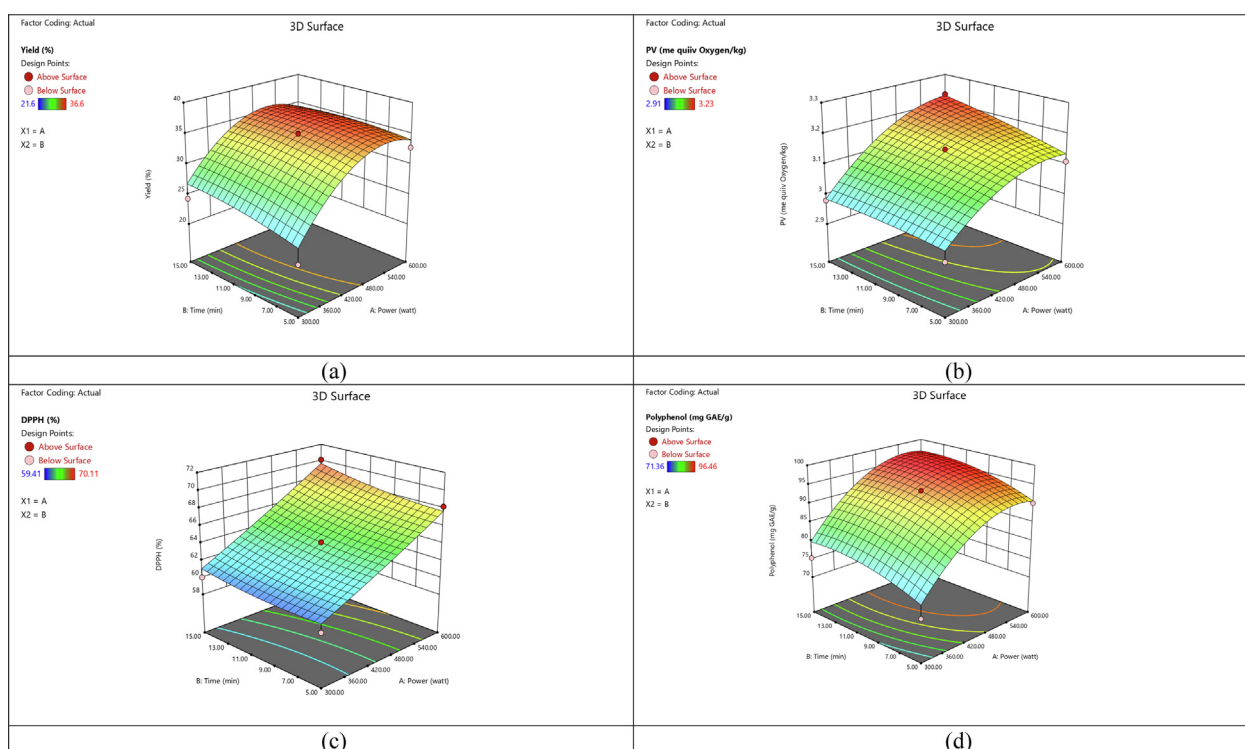 Factor Coding: Actual
3D Surface
Yield (%)
Design Points:
Above Surface
Below Surface
21.6 36.6
X1 = A
X2 = B
40
35
30
25
20
Yield (%)
15.00
13.00
11.00
9.00
7.00
5.00
B: Time (min)
300.00
360.00
420.00
480.00
540.00
600.00
A: Power (watt)
(a)
Factor Coding: Actual
3D Surface
PV (me quiiv Oxygen/kg)
Design Points:
Above Surface
Below Surface
2.91 3.23
X1 = A
X2 = B
3.3
3.2
3.1
3
2.9
PV (me quiiv Oxygen/kg)
15.00
13.00
11.00
9.00
7.00
5.00
B: Time (min)
300.00
360.00
420.00
480.00
540.00
600.00
A: Power (watt)
(b)
Factor Coding: Actual
3D Surface
DPPH (%)
Design Points:
Above Surface
Below Surface
59.41 70.11
X1 = A
X2 = B
72
70
68
66
64
62
60
58
DPPH (%)
15.00
13.00
11.00
9.00
7.00
5.00
B: Time (min)
300.00
360.00
420.00
480.00
540.00
600.00
A: Power (watt)
(c)
Factor Coding: Actual
3D Surface
Polyphenol (mg GAE/g)
Design Points:
Above Surface
Below Surface
71.36 96.46
X1 = A
X2 = B
100
95
90
85
80
75
70
Polyphenol (mg GAE/g)
15.00
13.00
11.00
9.00
7.00
5.00
B: Time (min)
300.00
360.00
420.00
480.00
540.00
600.00
A: Power (watt)
(d)